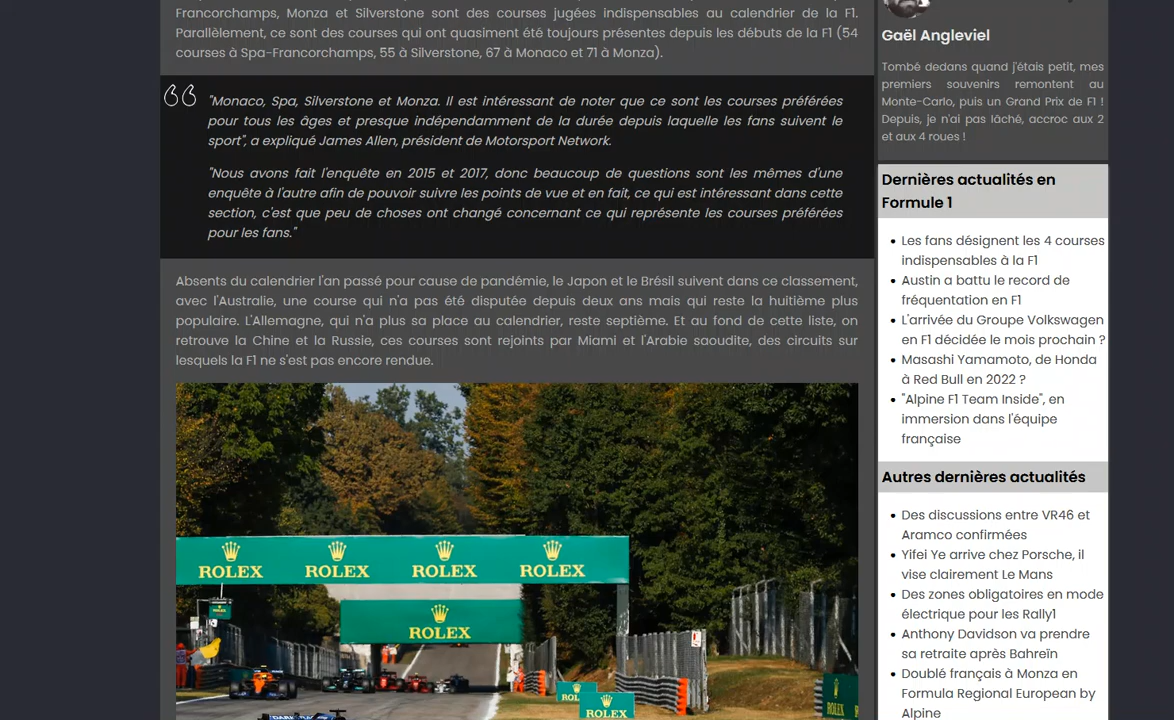 Francorchamps, Monza et Silverstone sont des courses jugées indispensables au calendrier de la F1.
Parallèlement, ce sont des courses qui ont quasiment été toujours présentes depuis les débuts de la F1 (54
courses à Spa-Francorchamps, 55 à Silverstone, 67 à Monaco et 71 à Monza).
"Monaco, Spa, Silverstone et Monza. Il est intéressant de noter que ce sont les courses préférées
pour tous les âges et presque indépendamment de la durée depuis laquelle les fans suivent le
sport", a expliqué James Allen, président de Motorsport Network.
"Nous avons fait l'enquête en 2015 et 2017, donc beaucoup de questions sont les mêmes d'une
enquête à l'autre afin de pouvoir suivre les points de vue et en fait, ce qui est intéressant dans cette
section, c'est que peu de choses ont changé concernant ce qui représente les courses préférées
pour les fans."
Absents du calendrier l'an passé pour cause de pandémie, le Japon et le Brésil suivent dans ce classement,
avec l'Australie, une course qui n'a pas été disputée depuis deux ans mais qui reste la huitième plus
populaire. L'Allemagne, qui n'a plus sa place au calendrier, reste septième. Et au fond de cette liste, on
retrouve la Chine et la Russie, ces courses sont rejoints par Miami et l'Arabie saoudite, des circuits sur
lesquels la F1 ne s'est pas encore rendue.
ROLEX ROLEX ROLEX ROLEX
ROLEX
ROLEX
Gaël Angleviel
Tombé dedans quand j'étais petit, mes
premiers souvenirs remontent au
Monte-Carlo, puis un Grand Prix de F1 !
Depuis, je n'ai pas lâché, accroc aux 2
et aux 4 roues !
Dernières actualités en
Formule 1
Les fans désignent les 4 courses
indispensables à la F1
Austin a battu le record de
fréquentation en F1
L'arrivée du Groupe Volkswagen
en F1 décidée le mois prochain ?
Masashi Yamamoto, de Honda
à Red Bull en 2022 ?
"Alpine F1 Team Inside", en
immersion dans l'équipe
française
Autres dernières actualités
Des discussions entre VR46 et
Aramco confirmées
Yifei Ye arrive chez Porsche, il
vise clairement Le Mans
Des zones obligatoires en mode
électrique pour les Rally1
Anthony Davidson va prendre
sa retraite après Bahreïn
Doublé français à Monza en
Formula Regional European by
Alpine